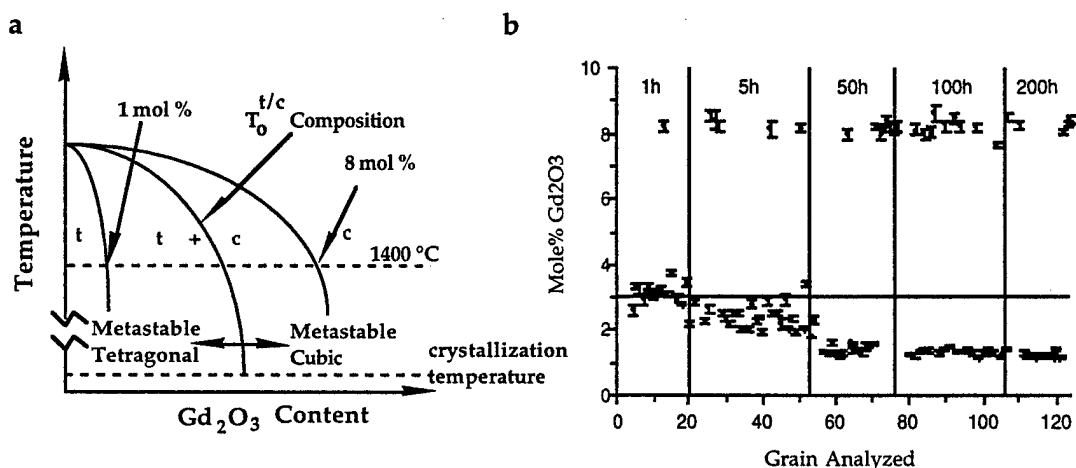 a
1 mol %
T₀ t/c Composition
8 mol %
Temperature
t
t + c
c
1400 °C
Metastable
Tetragonal
Metastable
Cubic
crystallization
temperature
Gd₂O₃ Content
b
Mole% Gd2O3
10
8
6
4
2
0
1h
5h
50h
100h
200h
0
20
40
60
80
100
120
Grain Analyzed